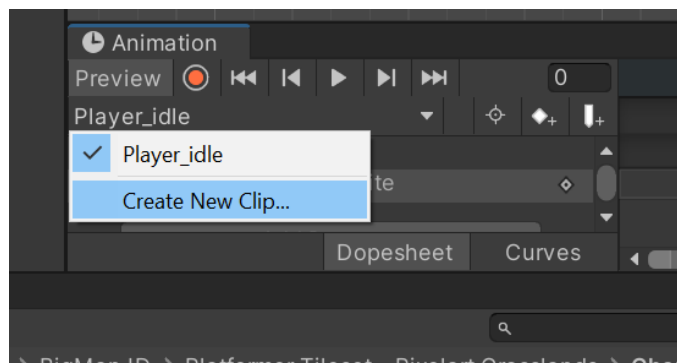 Animation
Preview 0
Player_idle
Player_idle
Create New Clip...
Dopesheet Curves